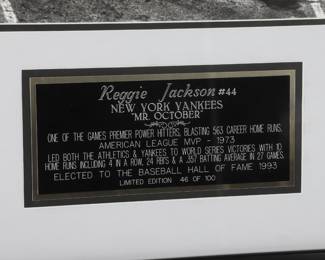 Reggie Jackson #44
NEW YORK YANKEES
"MR. OCTOBER"
ONE OF THE GAMES PREMIER POWER HITTERS, BLASTING 563 CAREER HOME RUNS.
AMERICAN LEAGUE MVP - 1973
LED BOTH THE ATHLETICS & YANKEES TO WORLD SERIES VICTORIES WITH 10
HOME RUNS INCLUDING 4 IN A ROW, 24 RBI'S & A .357 BATTING AVERAGE IN 27 GAMES.
ELECTED TO THE BASEBALL HALL OF FAME 1993
LIMITED EDITION 46 OF 100